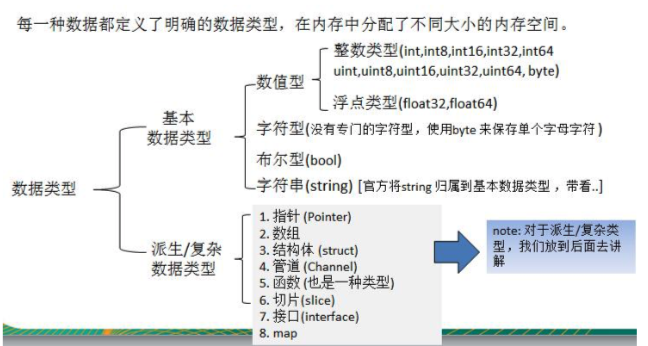 每一种数据都定义了明确的数据类型，在内存中分配了不同大小的内存空间。
数据类型
基本
数据类型
数值型
整数类型(int,int8,int16,int32,int64
uint,uint8,uint16,uint32,uint64, byte)
浮点类型(float32,float64)
字符型(没有专门的字符型，使用byte 来保存单个字母字符)
布尔型(bool)
字符串(string) [官方将string 归属到基本数据类型，带看..]
派生/复杂
数据类型
1. 指针 (Pointer)
2. 数组
3. 结构体 (struct)
4. 管道 (Channel)
5. 函数 (也是一种类型)
6. 切片(slice)
7. 接口(interface)
8. map
note: 对于派生/复杂类
型，我们放到后面去讲
解